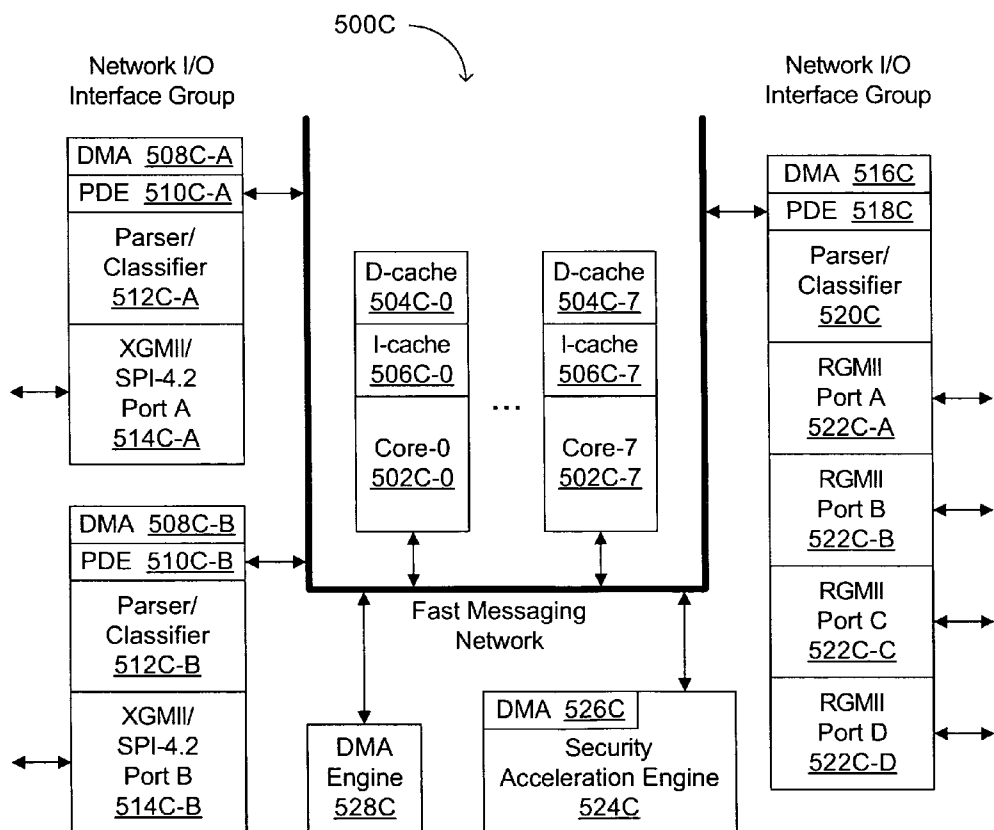 500C
Network I/O
Interface Group
DMA 508C-A
PDE 510C-A
Parser/
Classifier
512C-A
XGMII/
SPI-4.2
Port A
514C-A
DMA 508C-B
PDE 510C-B
Parser/
Classifier
512C-B
XGMII/
SPI-4.2
Port B
514C-B
D-cache
504C-0
I-cache
506C-0
Core-0
502C-0
...
D-cache
504C-7
I-cache
506C-7
Core-7
502C-7
Fast Messaging
Network
DMA
Engine
528C
DMA 526C
Security
Acceleration Engine
524C
Network I/O
Interface Group
DMA 516C
PDE 518C
Parser/
Classifier
520C
RGMII
Port A
522C-A
RGMII
Port B
522C-B
RGMII
Port C
522C-C
RGMII
Port D
522C-D